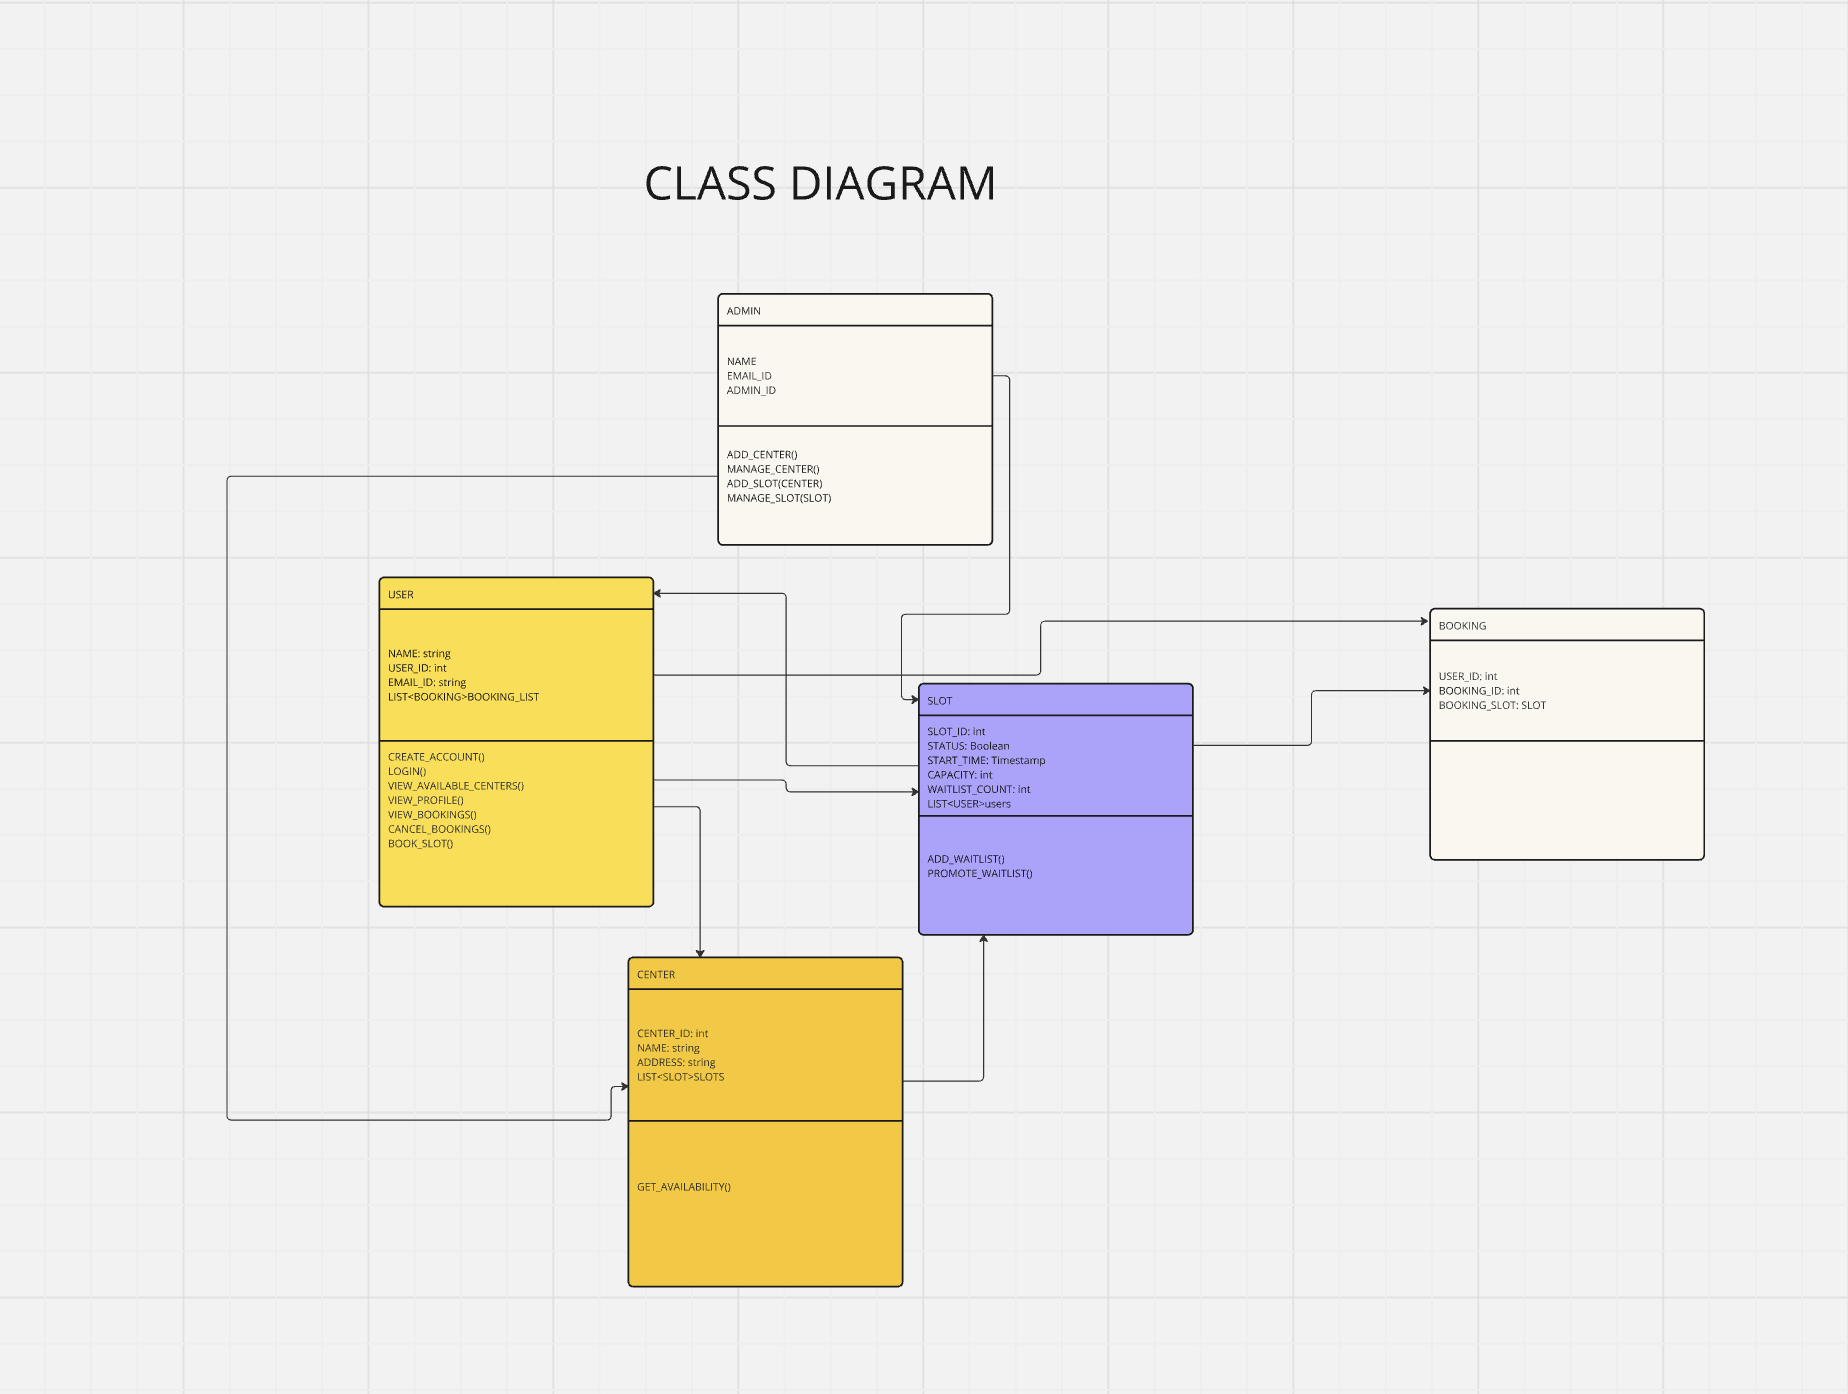 CLASS DIAGRAM
ADMIN
NAME
EMAIL_ID
ADMIN_ID
ADD_CENTER()
MANAGE_CENTER()
ADD_SLOT(CENTER)
MANAGE_SLOT(SLOT)
USER
NAME: string
USER_ID: int
EMAIL_ID: string
LIST<BOOKING>BOOKING_LIST
CREATE_ACCOUNT()
LOGIN()
VIEW_AVAILABLE_CENTERS()
VIEW_PROFILE()
VIEW_BOOKINGS()
CANCEL_BOOKINGS()
BOOK_SLOT()
SLOT
SLOT_ID: int
STATUS: Boolean
START_TIME: Timestamp
CAPACITY: int
WAITLIST_COUNT: int
LIST<USER>users
ADD_WAITLIST()
PROMOTE_WAITLIST()
BOOKING
USER_ID: int
BOOKING_ID: int
BOOKING_SLOT: SLOT
CENTER
CENTER_ID: int
NAME: string
ADDRESS: string
LIST<SLOT>SLOTS
GET_AVAILABILITY()